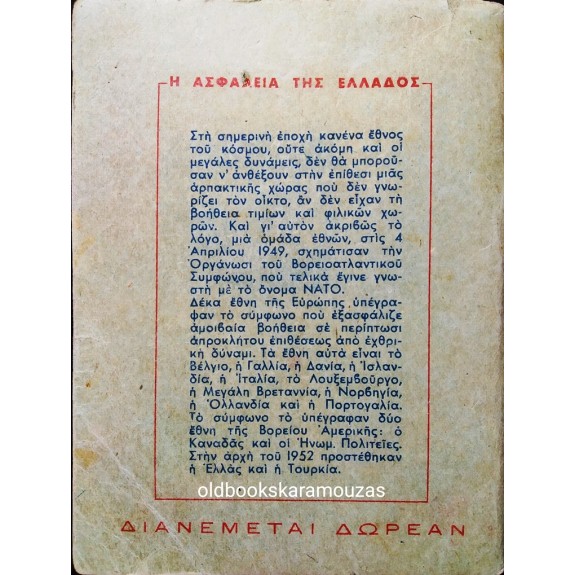 Η ΑΣΦΑΛΕΙΑ ΤΗΣ ΕΛΛΑΔΟΣ
Στὴ σημερινὴ ἐποχὴ κανένα ἔθνος
τοῦ κόσμου, οὔτε ἀκόμη καὶ οἱ
μεγάλες δυνάμεις, δὲν θὰ μποροῦ-
σαν ν' ἀνθέξουν στὴν ἐπίθεσι μιᾶς
ἁρπακτικῆς χώρας ποὺ δὲν γνω-
ρίζει τὸν οἶκτο, ἂν δὲν εἶχαν τὴ
βοήθεια τιμίων καὶ φιλικῶν χω-
ρῶν. Καὶ γι' αὐτὸν ἀκριβῶς τὸ
λόγο, μιὰ ὁμάδα ἐθνῶν, στὶς 4
Ἀπριλίου 1949, σχημάτισαν τὴν
Ὀργάνωσι τοῦ Βορειοατλαντικοῦ
Συμφώνου, ποὺ τελικὰ ἔγινε γνω-
στὴ μὲ τὸ ὄνομα ΝΑΤΟ.
Δέκα ἔθνη τῆς Εὐρώπης ὑπέγρα-
ψαν τὸ σύμφωνο ποὺ ἐξασφάλιζε
ἀμοιβαία βοήθεια σὲ περίπτωσι
ἀπροκλήτου ἐπιθέσεως ἀπὸ ἐχθρι-
κὴ δύναμι. Τὰ ἔθνη αὐτὰ εἶναι τὸ
Βέλγιο, ἡ Γαλλία, ἡ Δανία, ἡ Ἰσλαν-
δία, ἡ Ἰταλία, τὸ Λουξεμβοῦργο,
ἡ Μεγάλη Βρεταννία, ἡ Νορβηγία,
ἡ Ὁλλανδία καὶ ἡ Πορτογαλία.
Τὸ σύμφωνο τὸ ὑπέγραψαν δύο
ἔθνη τῆς Βορείου Ἀμερικῆς: ὁ
Καναδᾶς καὶ οἱ Ἡνωμ. Πολιτεῖες.
Στὴν ἀρχὴ τοῦ 1952 προστέθηκαν
ἡ Ἑλλὰς καὶ ἡ Τουρκία.
oldbookskaramouzas
ΔΙΑΝΕΜΕΤΑΙ ΔΩΡΕΑΝ